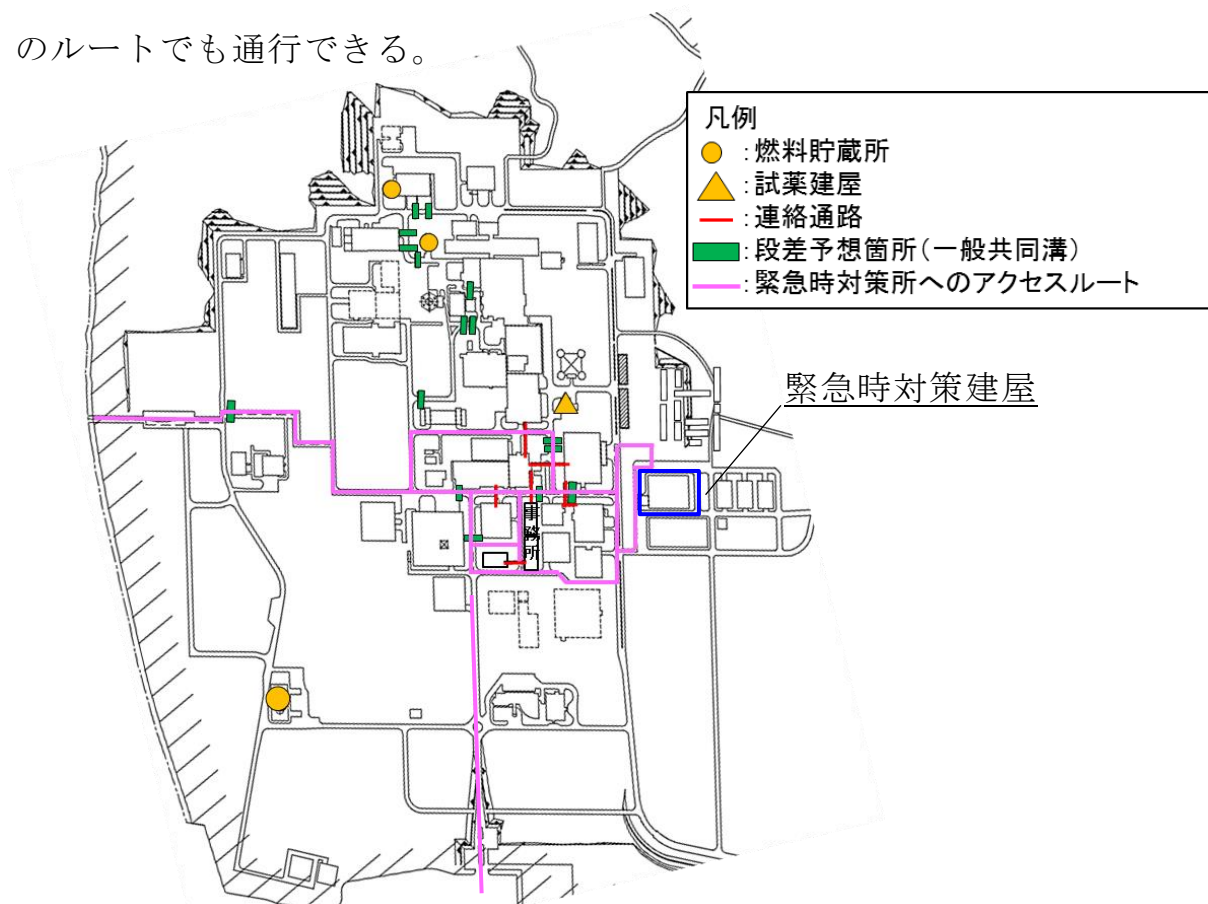 のルートでも通行できる。
凡例
：燃料貯蔵所
：試薬建屋
：連絡通路
：段差予想箇所（一般共同溝）
：緊急時対策所へのアクセスルート
緊急時対策建屋
事務所